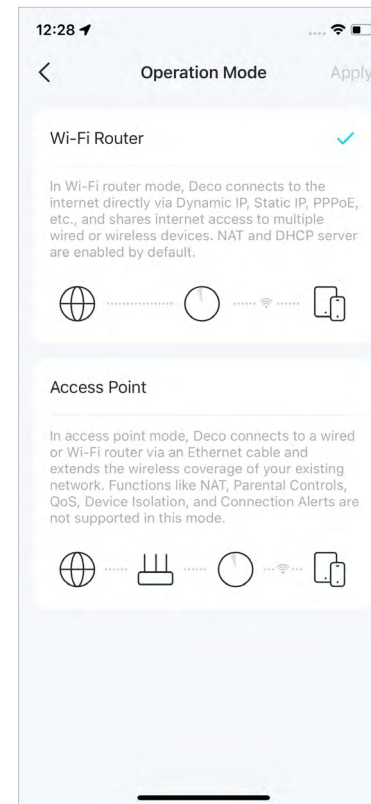 12:28
Operation Mode
Apply
Wi-Fi Router
In Wi-Fi router mode, Deco connects to the
internet directly via Dynamic IP, Static IP, PPPoE,
etc., and shares internet access to multiple
wired or wireless devices. NAT and DHCP server
are enabled by default.
Access Point
In access point mode, Deco connects to a wired
or Wi-Fi router via an Ethernet cable and
extends the wireless coverage of your existing
network. Functions like NAT, Parental Controls,
QoS, Device Isolation, and Connection Alerts are
not supported in this mode.